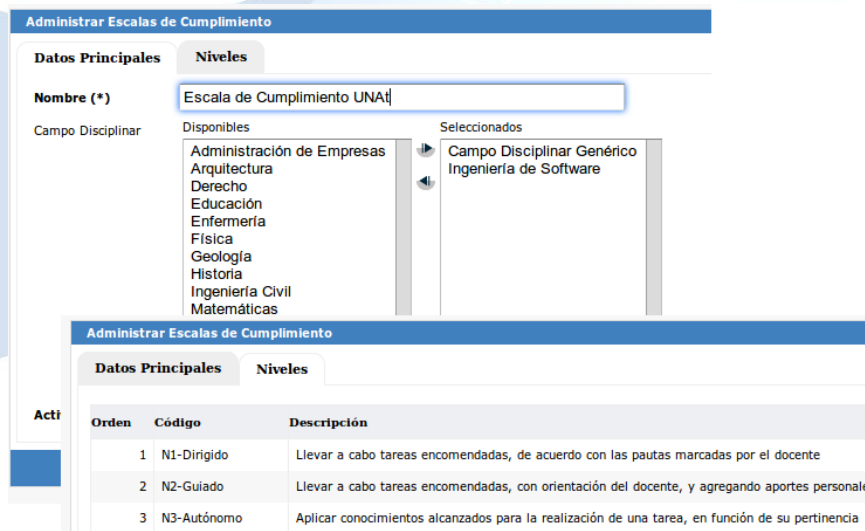 Administrar Escalas de Cumplimiento
Datos Principales Niveles
Nombre (*) Escala de Cumplimiento UNAt
Campo Disciplinar Disponibles Seleccionados
Administración de Empresas Campo Disciplinar Genérico
Arquitectura Ingeniería de Software
Derecho
Educación
Enfermería
Física
Geología
Historia
Ingeniería Civil
Matemáticas
Administrar Escalas de Cumplimiento
Datos Principales Niveles
Acti
Orden Código Descripción
1 N1-Dirigido Llevar a cabo tareas encomendadas, de acuerdo con las pautas marcadas por el docente
2 N2-Guiado Llevar a cabo tareas encomendadas, con orientación del docente, y agregando aportes personale
3 N3-Autónomo Aplicar conocimientos alcanzados para la realización de una tarea, en función de su pertinencia